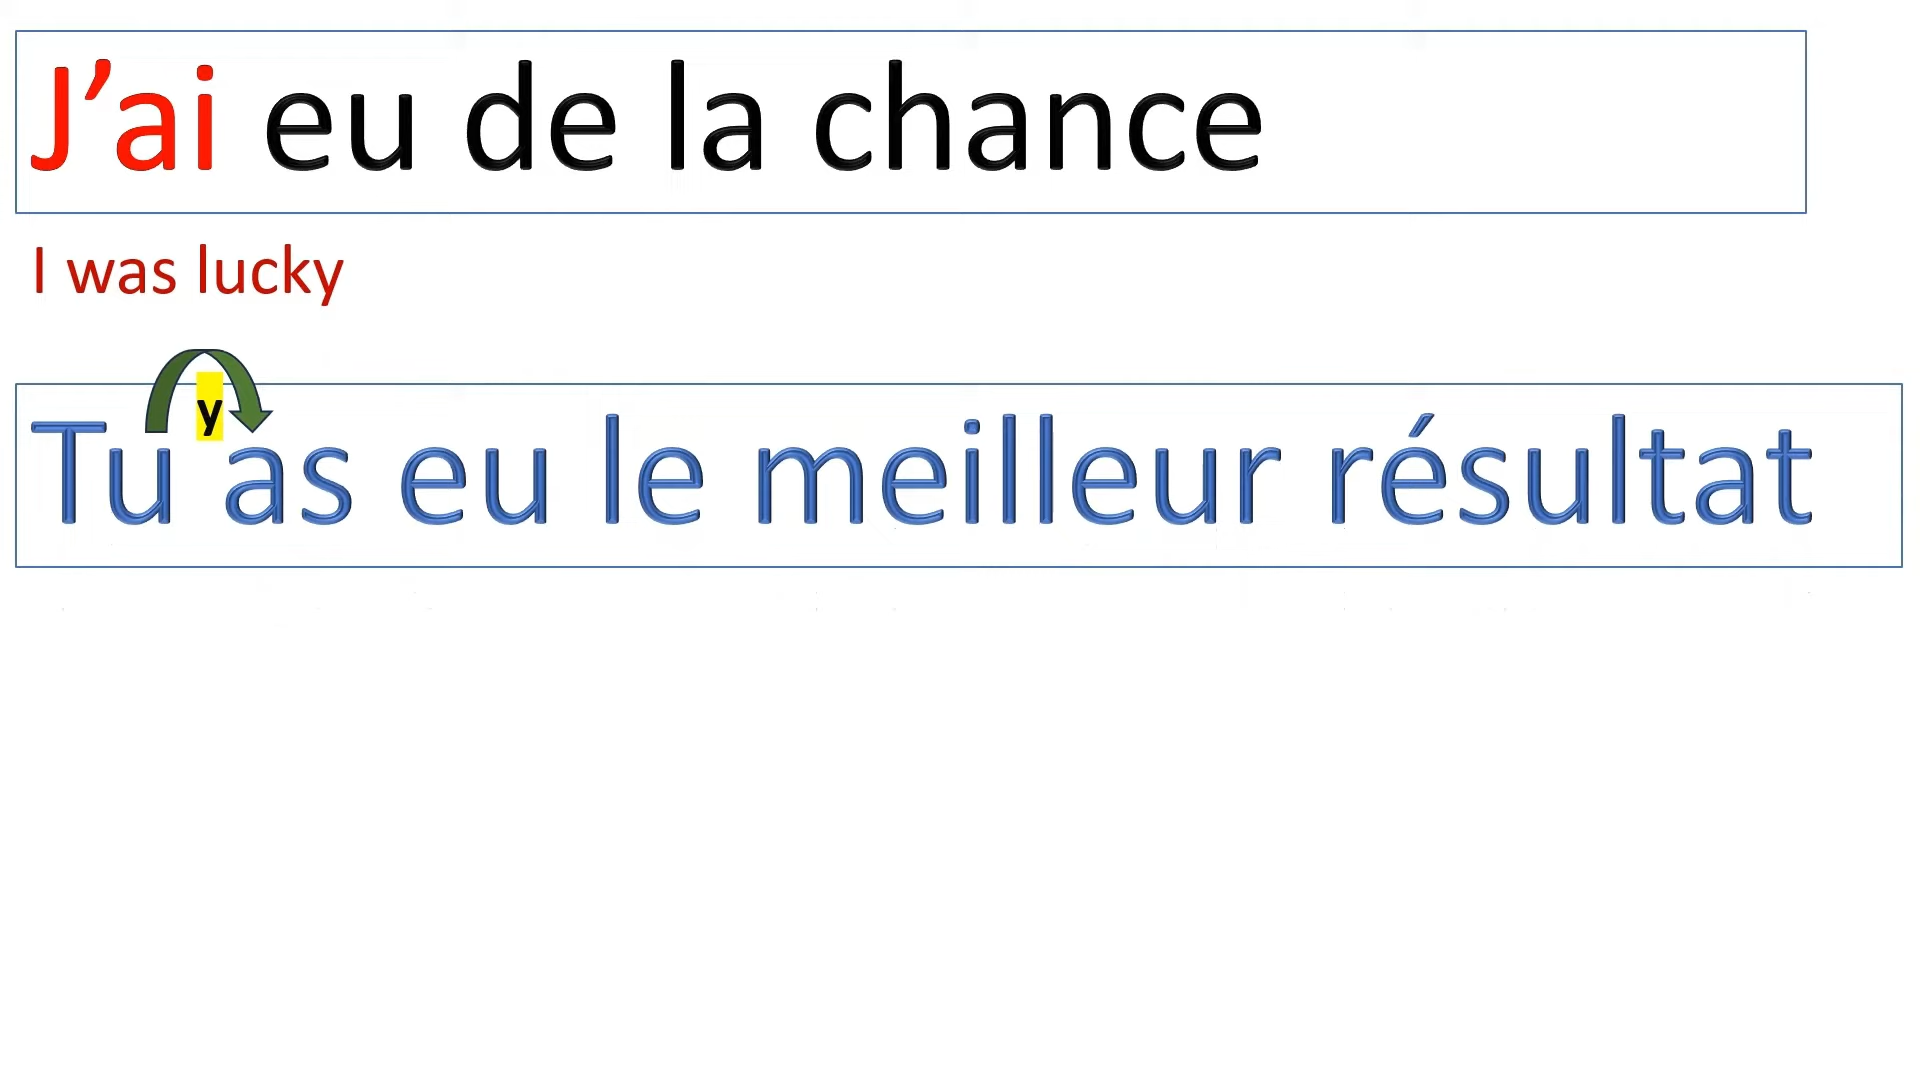 J’ai eu de la chance
I was lucky
y
Tu as eu le meilleur résultat